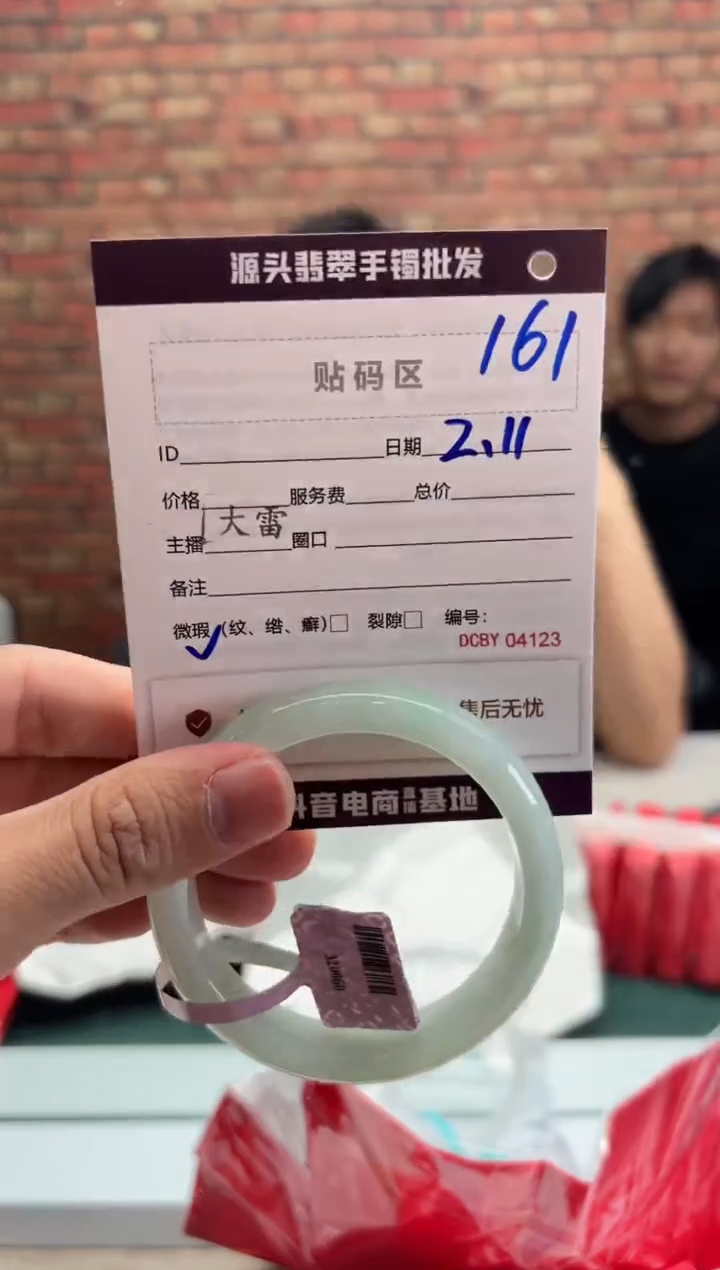 源头翡翠手镯批发
161
贴码区
ID 日期 2.11
价格 服务费 总价
主播 大雷 圈口
备注
微瑕 (纹、绺、癣)□ 裂隙□ 编号:
DCBY 04123
售后无忧
抖音电商直播基地